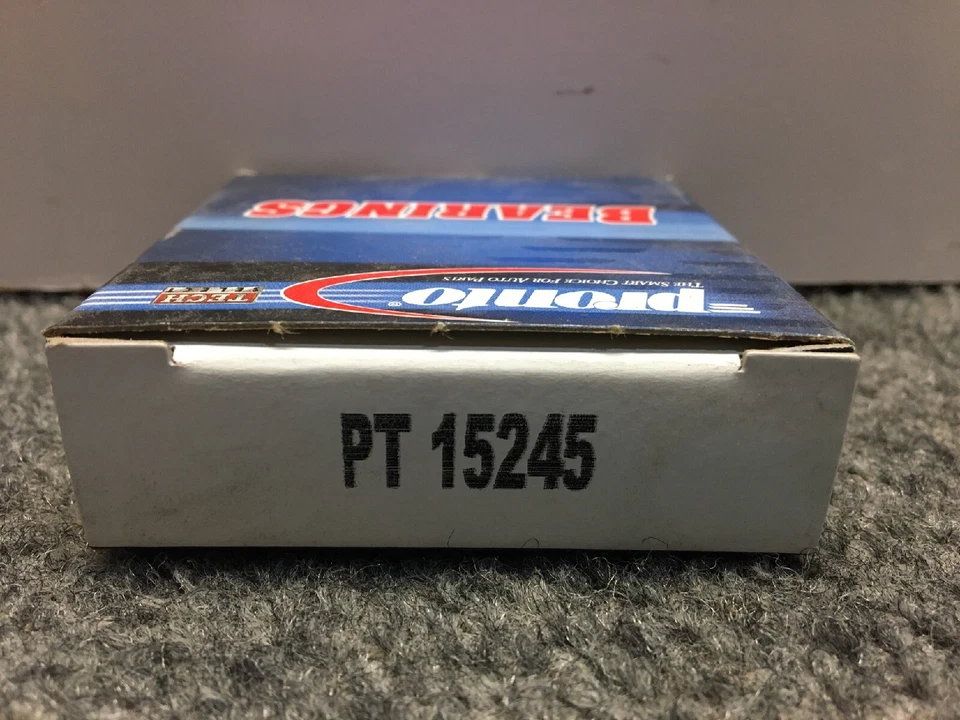 BEARINGS
pronto®
THE SMART CHOICE FOR AUTO PARTS
TECH
PT 15245